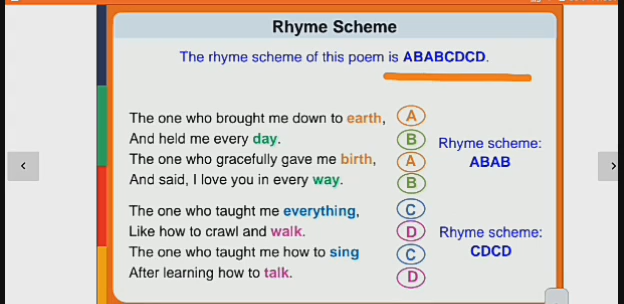 Rhyme Scheme
The rhyme scheme of this poem is ABABCDCD.
The one who brought me down to earth, A
And held me every day. B
Rhyme scheme:
The one who gracefully gave me birth, A
ABAB
And said, I love you in every way. B
The one who taught me everything, C
Like how to crawl and walk. D
Rhyme scheme:
The one who taught me how to sing C
CDCD
After learning how to talk. D